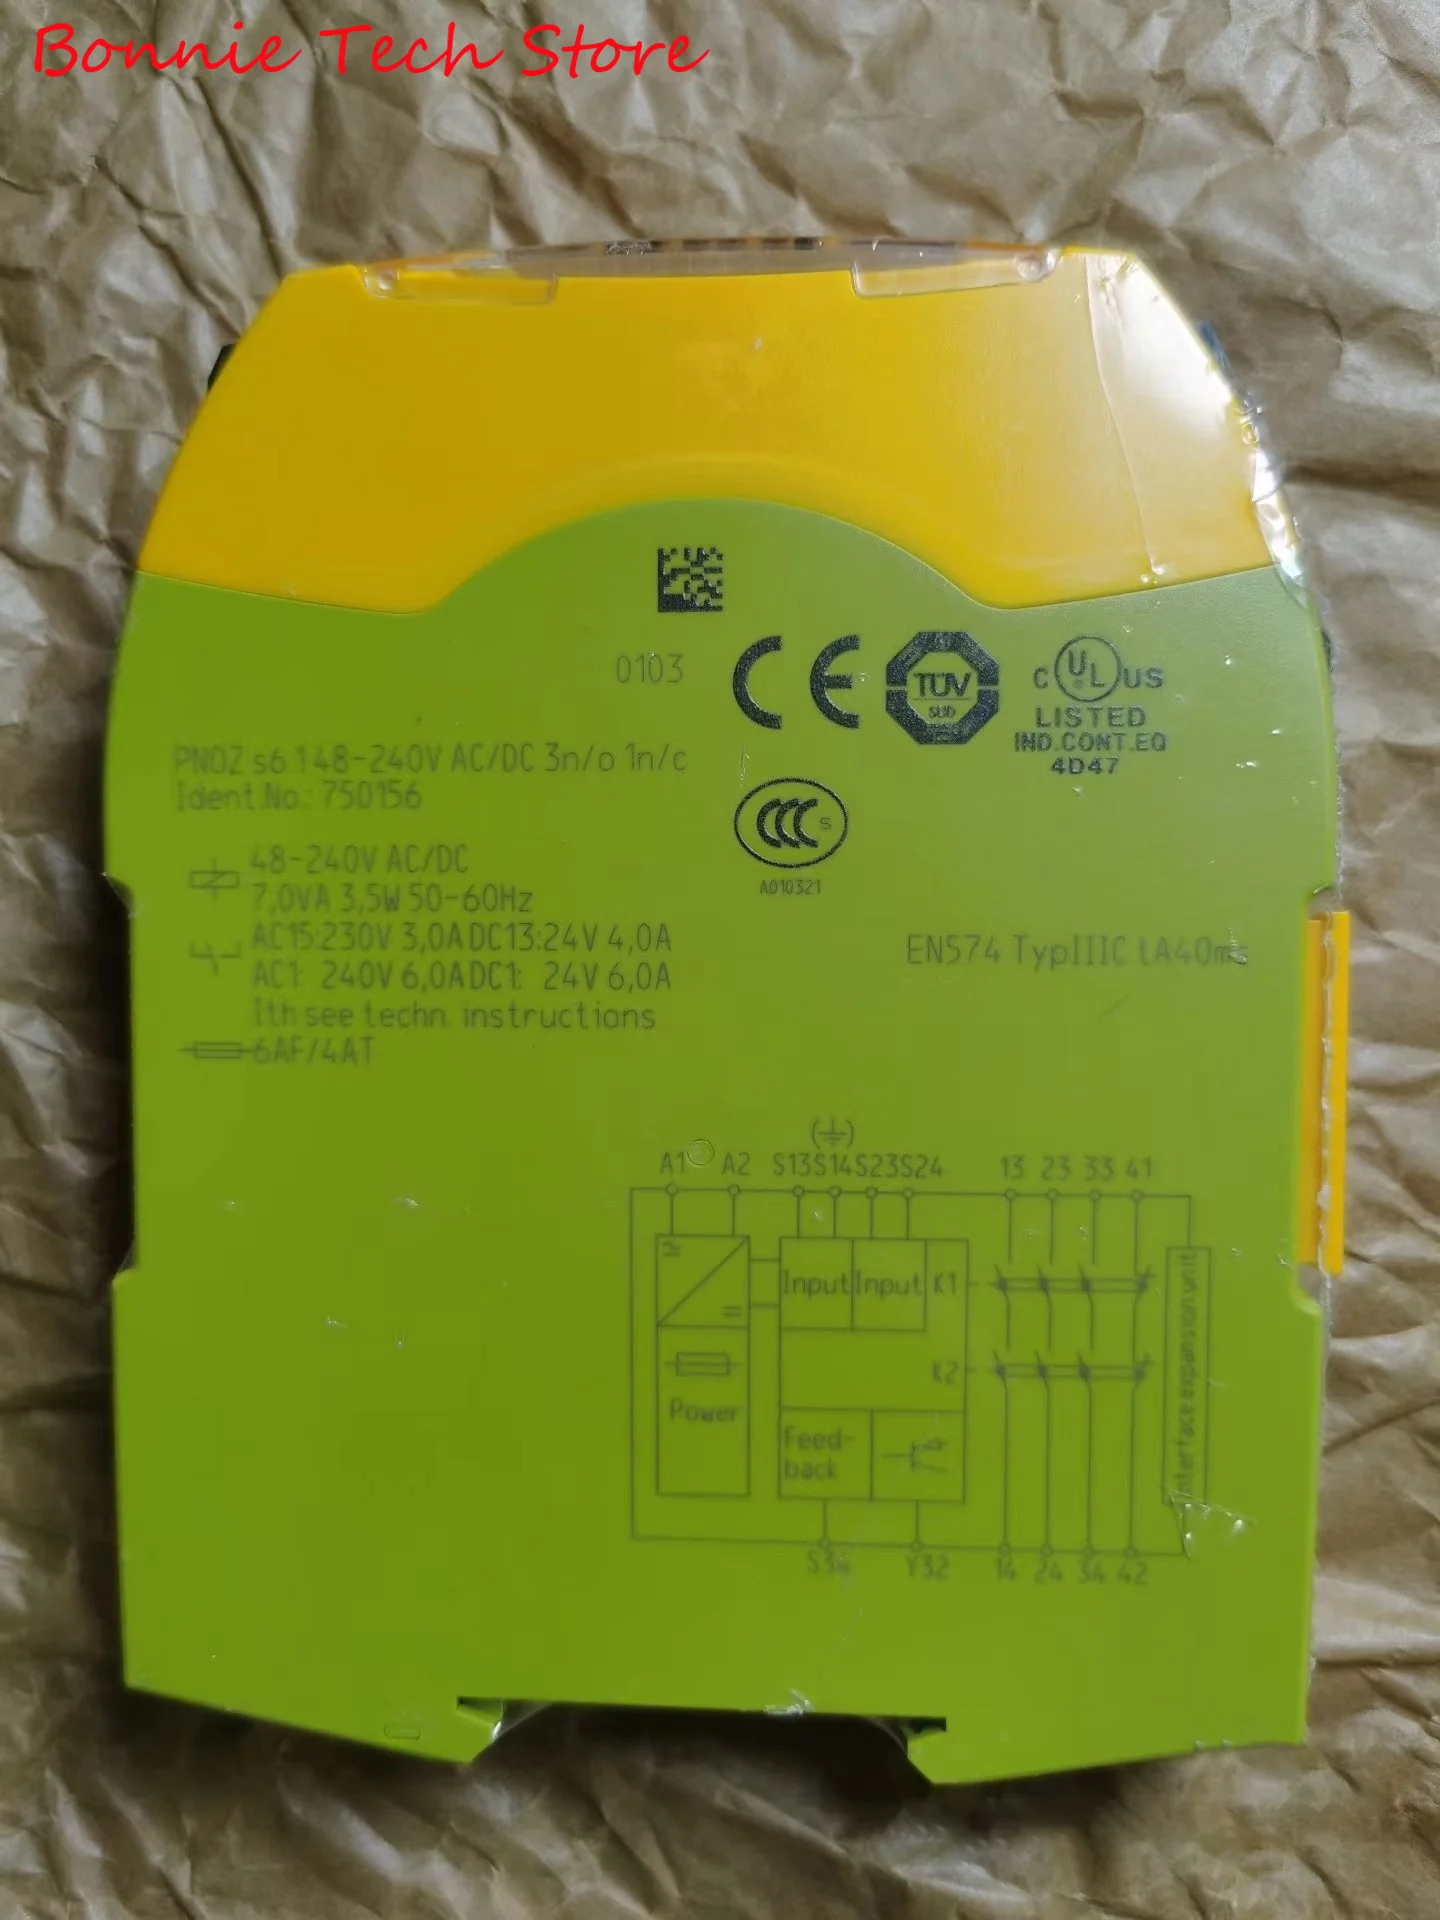 Bonnie Tech Store
0103
CE
TÜV
SÜD
C UL US
LISTED
IND.CONT.EQ
4D47
PNOZ s6.1 48-240V AC/DC 3n/o 1n/c
Ident.No.: 750156
CCC S
A010321
48-240V AC/DC
7,0VA 3,5W 50-60Hz
AC15:230V 3,0A DC13:24V 4,0A
AC1: 240V 6,0A DC1: 24V 6,0A
Ith see techn. instructions
6AF/4AT
EN574 TypIIIC tA40ms
A1 A2 S13 S14 S23 S24 13 23 33 41
Input Input K1
K2
Power
Feed-
back
Interface expansion unit
S34 Y32 14 24 34 42